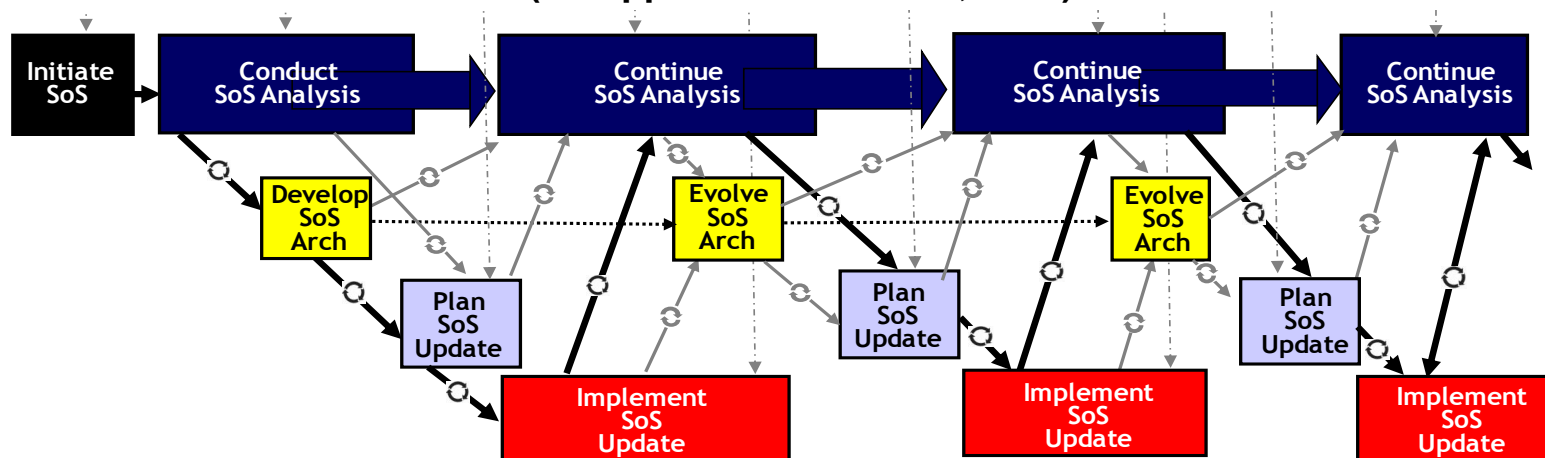 Initiate
SoS
Conduct
SoS Analysis
Continue
SoS Analysis
Continue
SoS Analysis
Continue
SoS Analysis
Develop
SoS
Arch
Evolve
SoS
Arch
Evolve
SoS
Arch
Plan
SoS
Update
Plan
SoS
Update
Plan
SoS
Update
Implement
SoS
Update
Implement
SoS
Update
Implement
SoS
Update